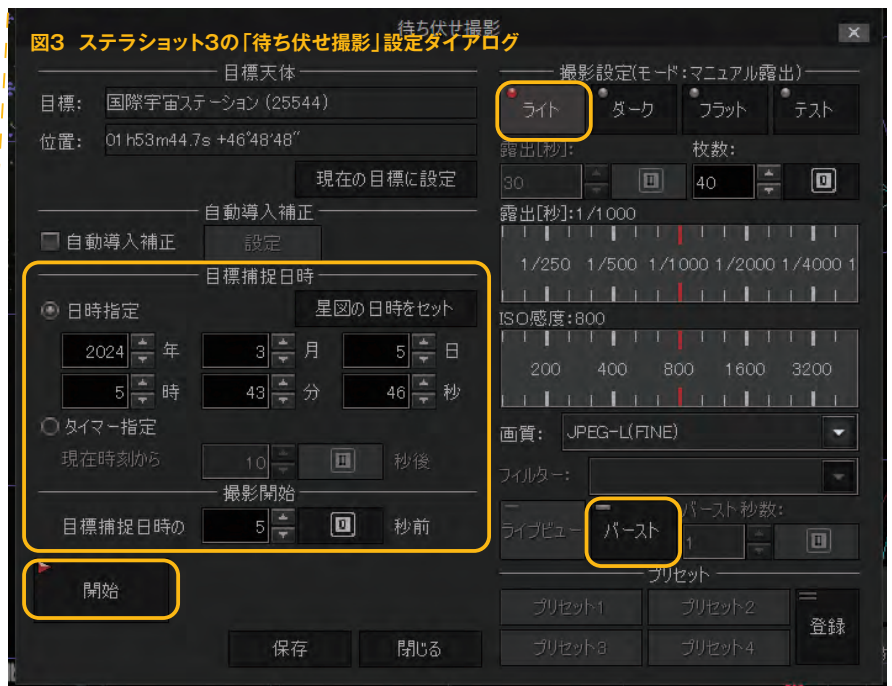 待ち伏せ撮影
図3 ステラショット3の「待ち伏せ撮影」設定ダイアログ
目標天体
目標: 国際宇宙ステーション (25544)
位置: 01h53m44.7s +46°48'48"
現在の目標に設定
自動導入補正
自動導入補正 設定
目標捕捉日時
日時指定 星図の日時をセット
2024 年 3 月 5 日
5 時 43 分 46 秒
タイマー指定
現在時刻から 10 秒後
撮影開始
目標捕捉日時の 5 秒前
開始
保存 閉じる
撮影設定(モード:マニュアル露出)
ライト ダーク フラット テスト
露出[秒]: 枚数:
30 40
露出[秒]:1/1000
1/250 1/500 1/1000 1/2000 1/4000 1
ISO感度:800
200 400 800 1600 3200
画質: JPEG-L(FINE)
フィルター:
ライブビュー バースト バースト秒数:
1
プリセット
プリセット1 プリセット2
登録
プリセット3 プリセット4